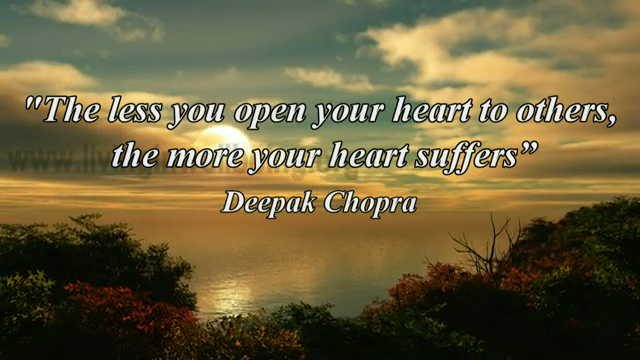 "The less you open your heart to others,
the more your heart suffers”
Deepak Chopra